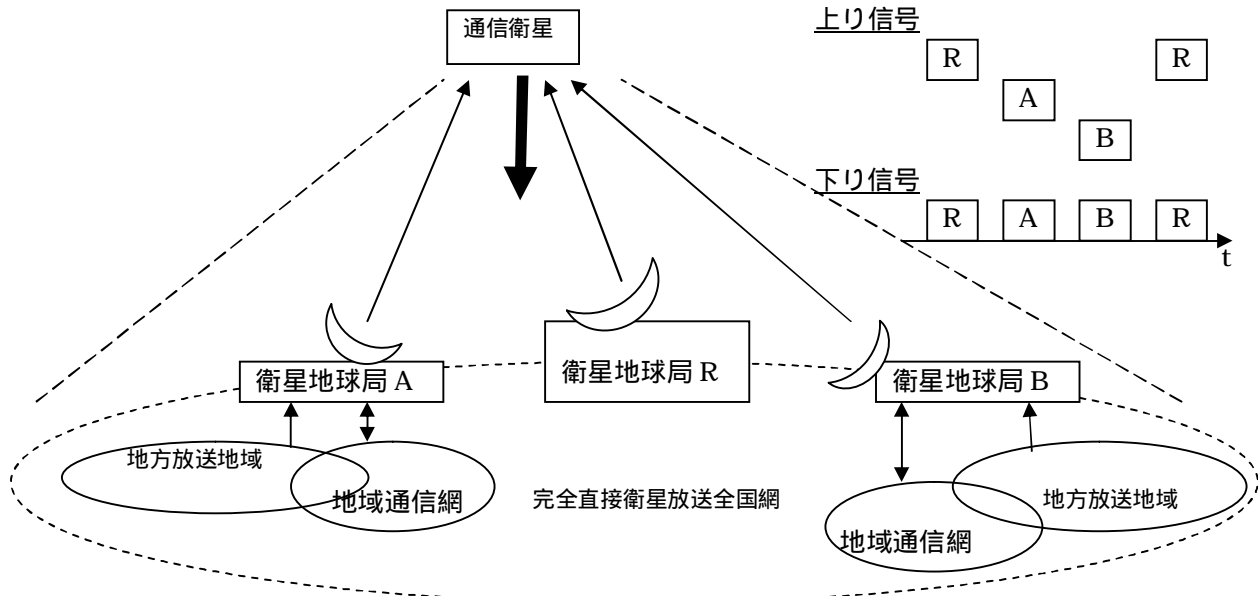 通信衛星
上り信号
R
R
A
B
下り信号
R
A
B
R
t
衛星地球局 A
衛星地球局 R
衛星地球局 B
地方放送地域
地域通信網
完全直接衛星放送全国網
地方放送地域
地域通信網